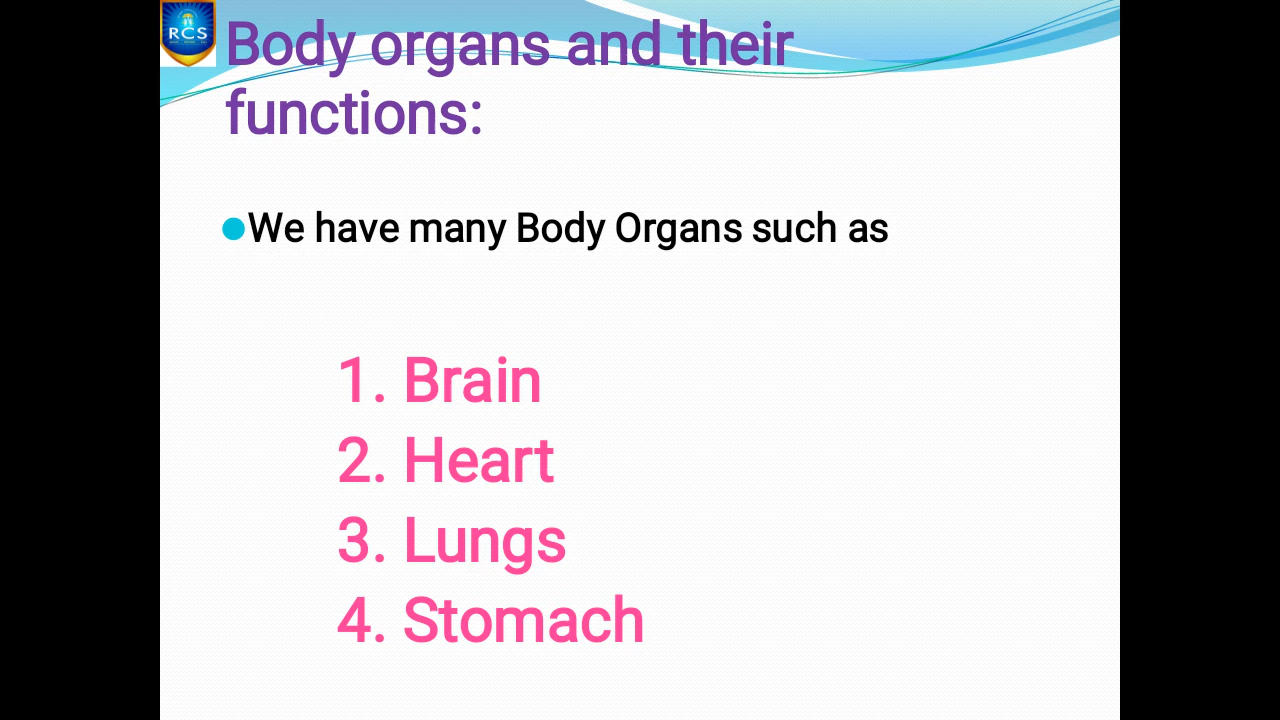 RCS
Body organs and their
functions:
We have many Body Organs such as
1. Brain
2. Heart
3. Lungs
4. Stomach